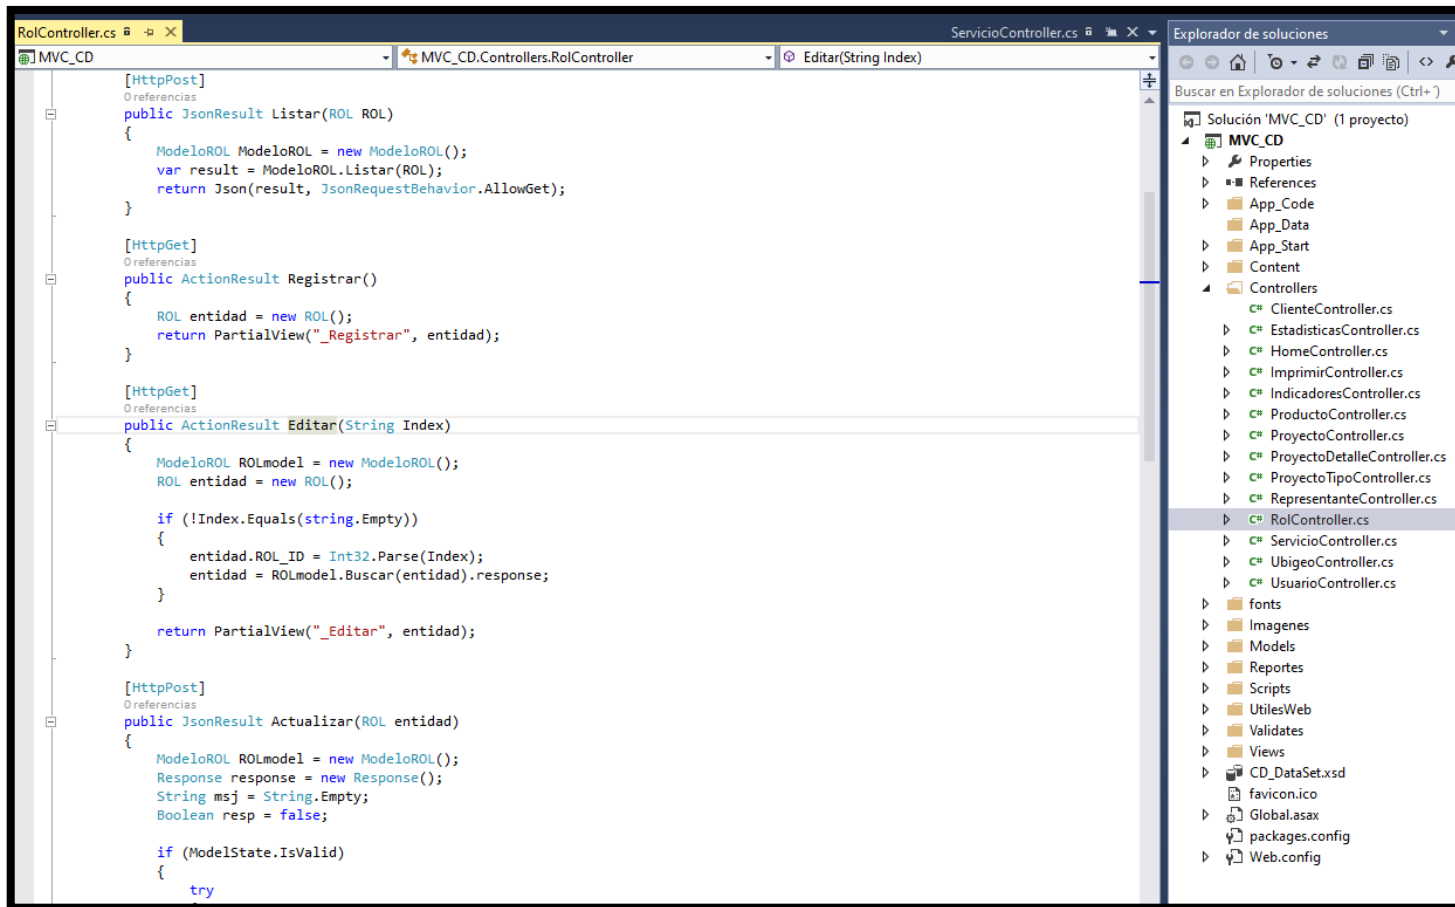 RolController.cs
ServicioController.cs
MVC_CD
MVC_CD.Controllers.RolController
Editar(String Index)
[HttpPost]
0 referencias
public JsonResult Listar(ROL ROL)
{
ModeloROL ModeloROL = new ModeloROL();
var result = ModeloROL.Listar(ROL);
return Json(result, JsonRequestBehavior.AllowGet);
}
[HttpGet]
0 referencias
public ActionResult Registrar()
{
ROL entidad = new ROL();
return PartialView("_Registrar", entidad);
}
[HttpGet]
0 referencias
public ActionResult Editar(String Index)
{
ModeloROL ROLmodel = new ModeloROL();
ROL entidad = new ROL();
if (!Index.Equals(string.Empty))
{
entidad.ROL_ID = Int32.Parse(Index);
entidad = ROLmodel.Buscar(entidad).response;
}
return PartialView("_Editar", entidad);
}
[HttpPost]
0 referencias
public JsonResult Actualizar(ROL entidad)
{
ModeloROL ROLmodel = new ModeloROL();
Response response = new Response();
String msj = String.Empty;
Boolean resp = false;
if (ModelState.IsValid)
{
try
Explorador de soluciones
Buscar en Explorador de soluciones (Ctrl+´)
Solución 'MVC_CD' (1 proyecto)
MVC_CD
Properties
References
App_Code
App_Data
App_Start
Content
Controllers
C# ClienteController.cs
C# EstadisticasController.cs
C# HomeController.cs
C# ImprimirController.cs
C# IndicadoresController.cs
C# ProductoController.cs
C# ProyectoController.cs
C# ProyectoDetalleController.cs
C# ProyectoTipoController.cs
C# RepresentanteController.cs
C# RolController.cs
C# ServicioController.cs
C# UbigeoController.cs
C# UsuarioController.cs
fonts
Imagenes
Models
Reportes
Scripts
UtilesWeb
Validates
Views
CD_DataSet.xsd
favicon.ico
Global.asax
packages.config
Web.config